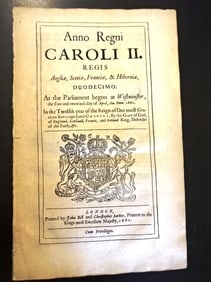 Anno Regni
CAROLI II.
REGIS
Angliæ, Scotiæ, Franciæ, & Hiberniæ,
DUODECIMO.
At the Parliament begun at Westminster,
the Five and twentieth day of April, An. Dom. 1660.
In the Twelfth year of the Reign of Our most Gra-
cious Sovereign Lord CHARLES, By the Grace of God,
of England, Scotland, France, and Ireland King, Defender
of the Faith, &c.
LONDON,
Printed by John Bill and Christopher Barker, Printers to the
Kings most Excellent Majesty, 1660.
Cum Privilegio.